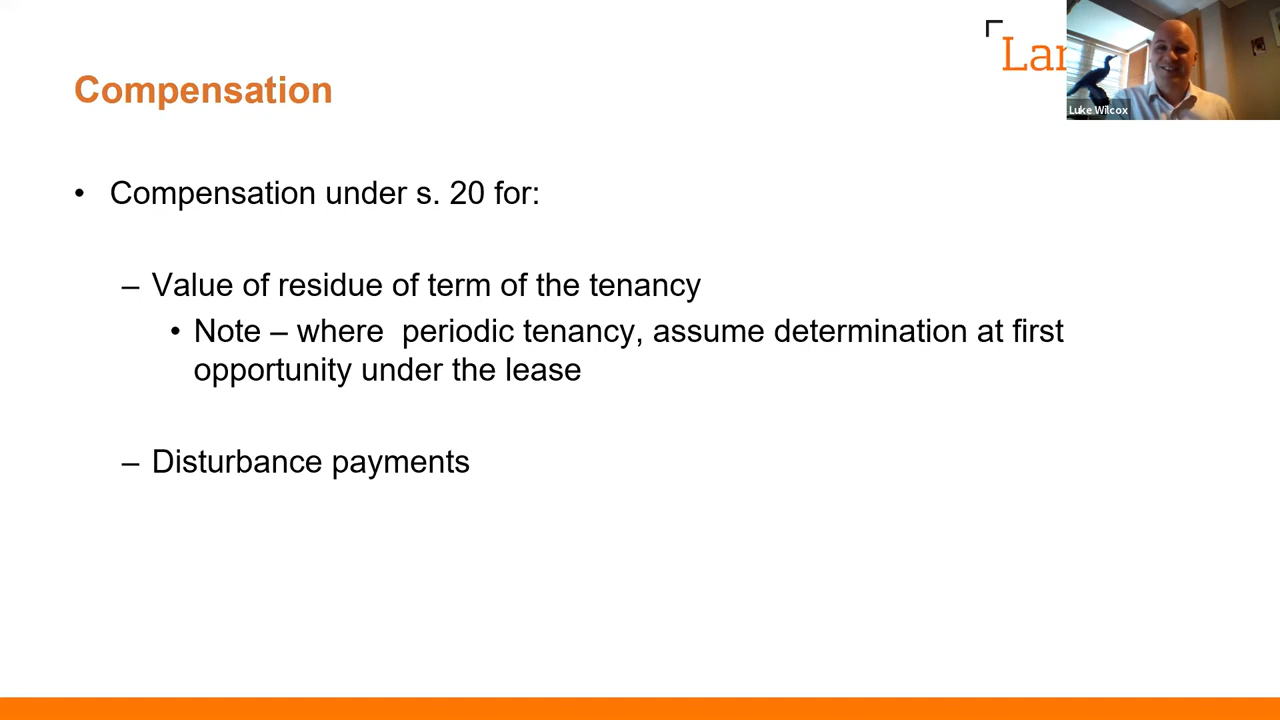 Lan
Luke Wilcox
Compensation
• Compensation under s. 20 for:
– Value of residue of term of the tenancy
• Note – where  periodic tenancy, assume determination at first
opportunity under the lease
– Disturbance payments